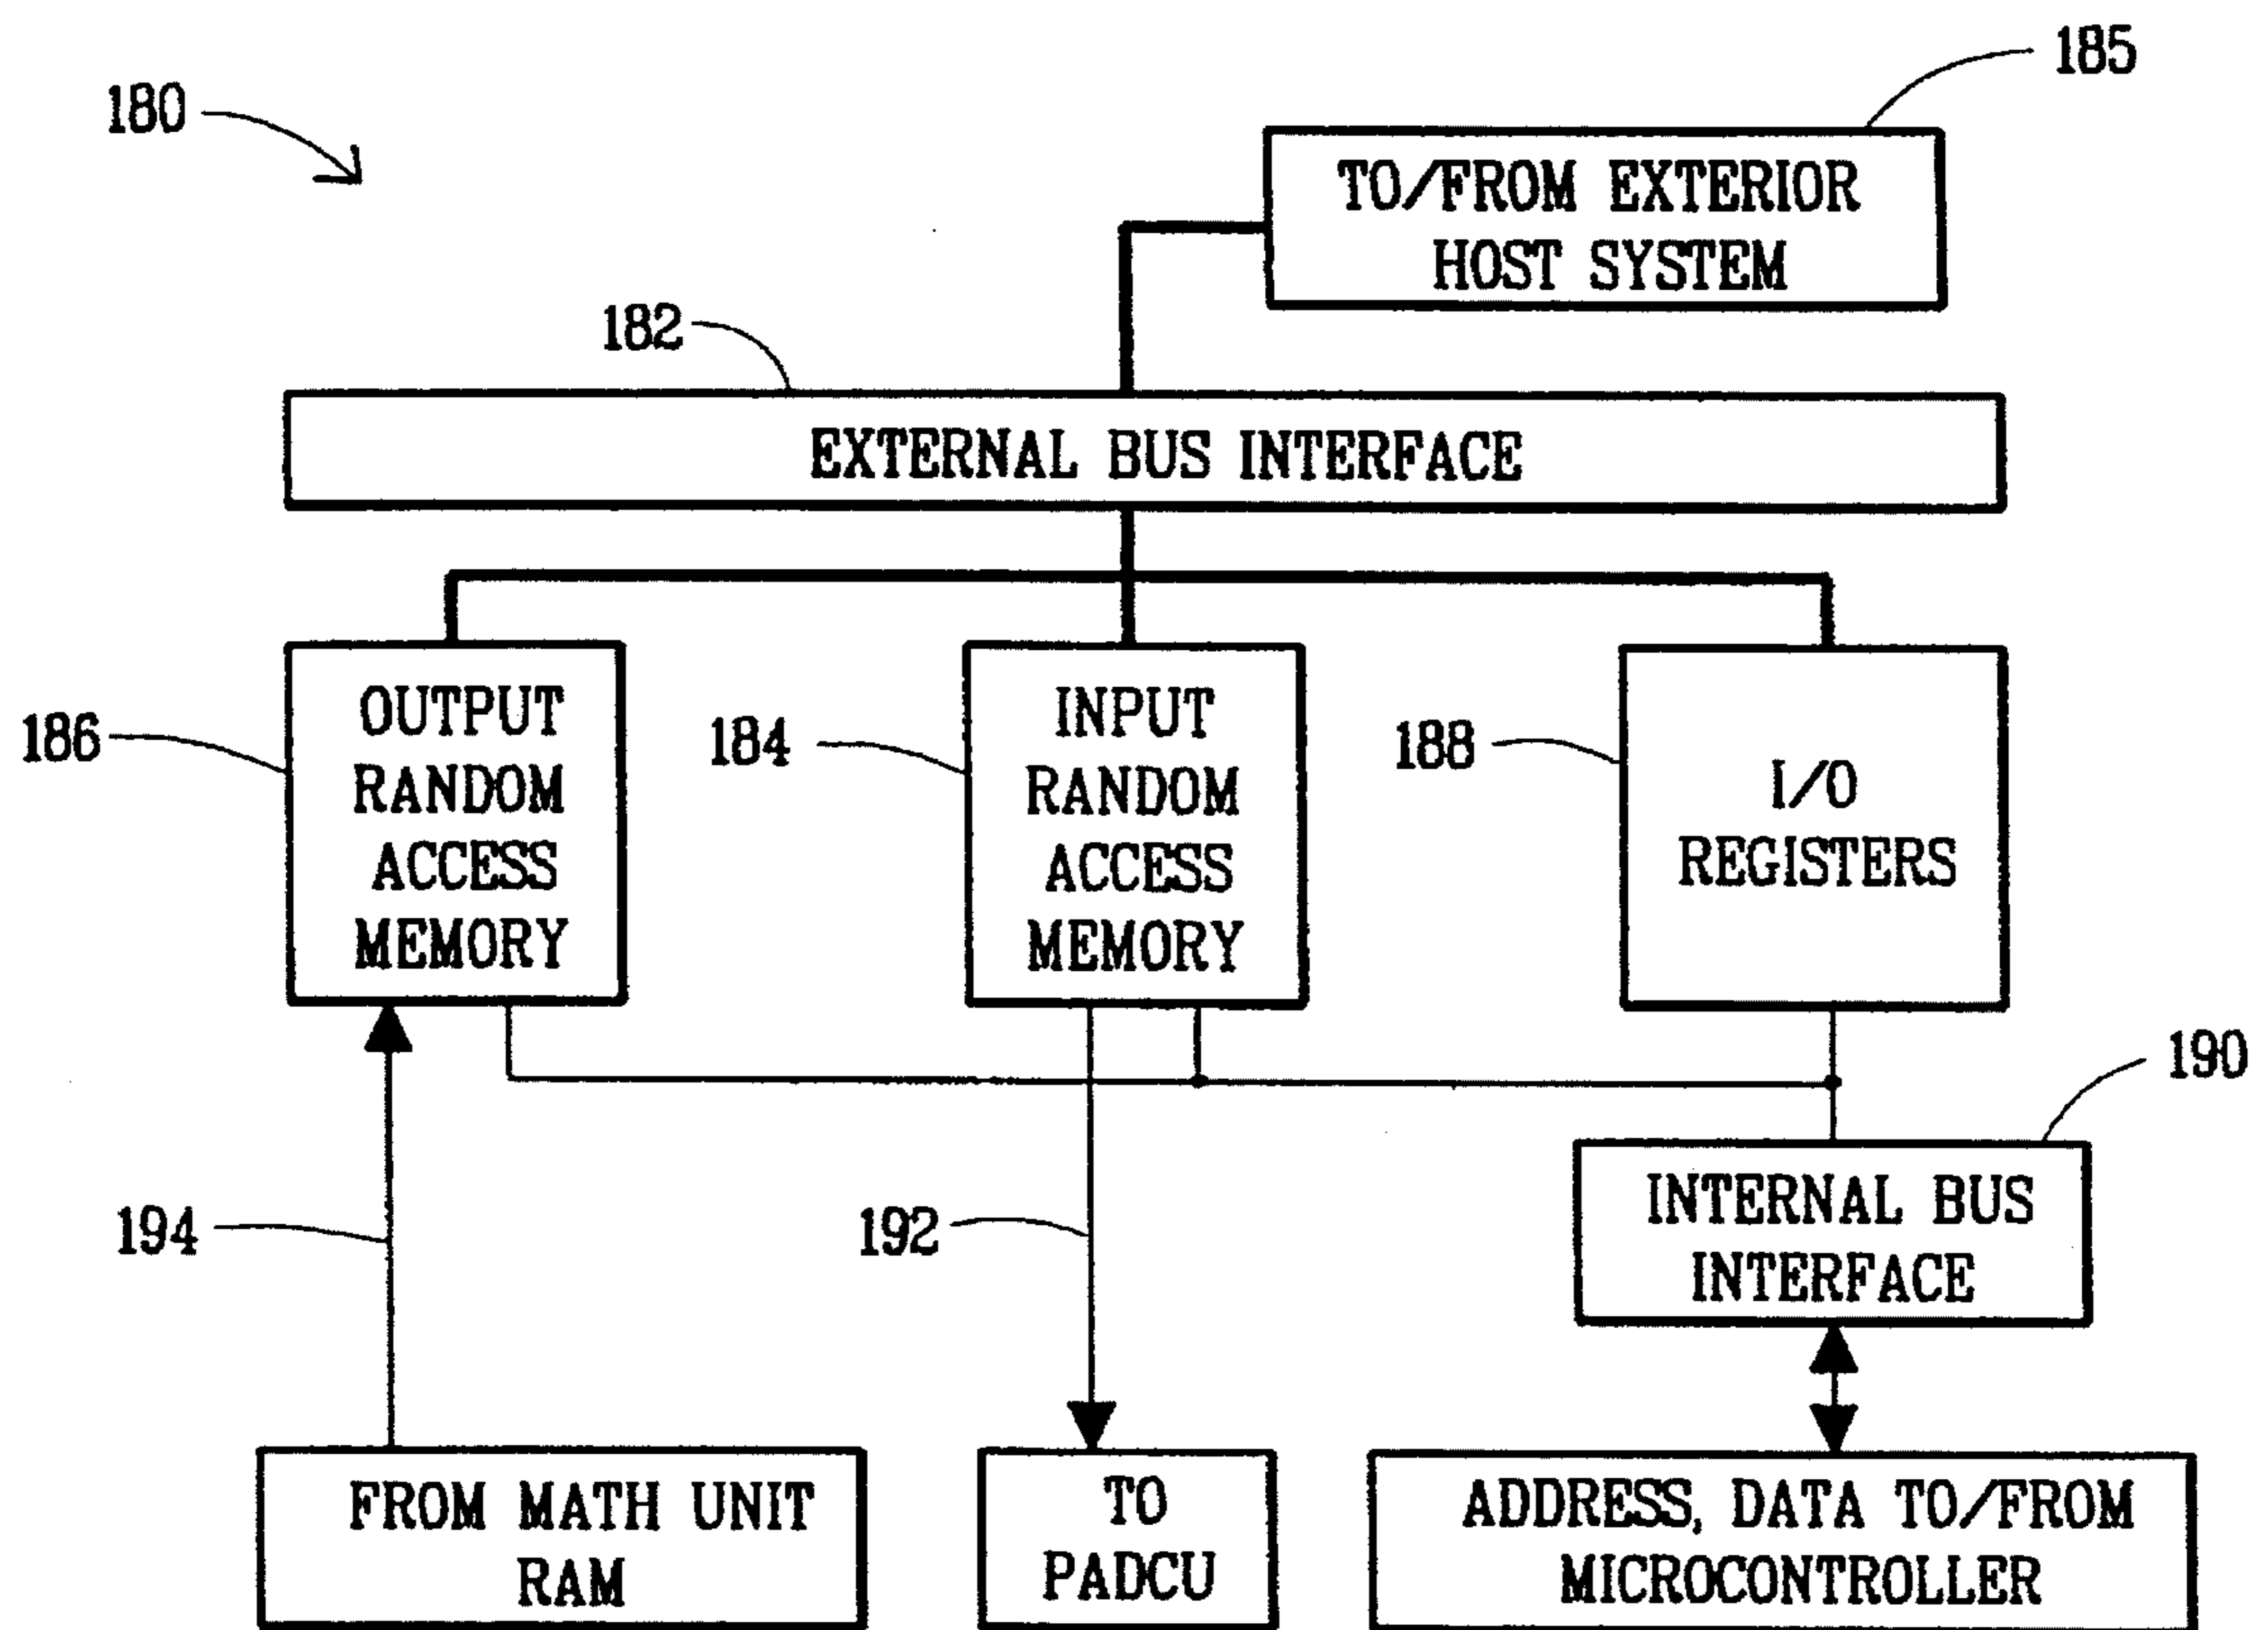 185
180
TO/FROM EXTERIOR
HOST SYSTEM
182
EXTERNAL BUS INTERFACE
186
OUTPUT
RANDOM
ACCESS
MEMORY
184
INPUT
RANDOM
ACCESS
MEMORY
188
I/O
REGISTERS
190
194
192
INTERNAL BUS
INTERFACE
FROM MATH UNIT
RAM
TO
PADCU
ADDRESS, DATA TO/FROM
MICROCONTROLLER